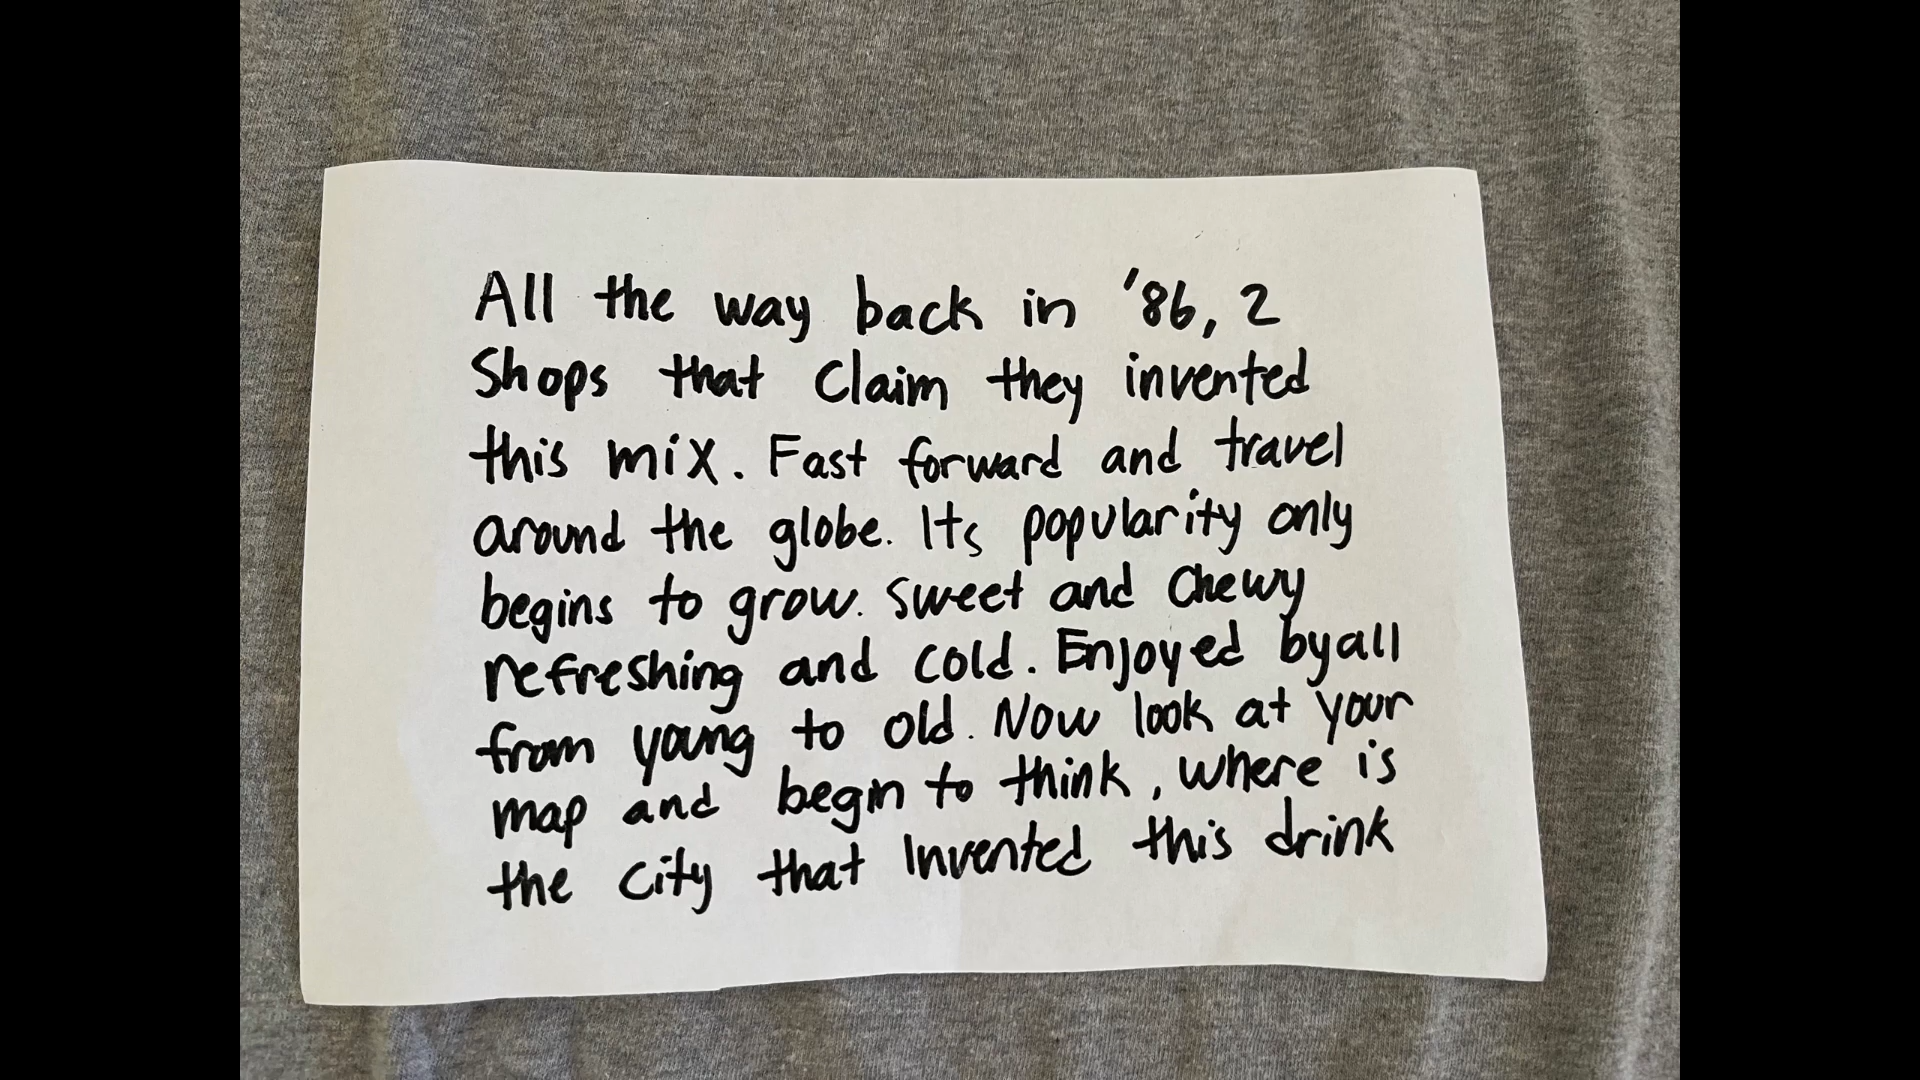 All the way back in '86, 2
Shops that Claim they invented
this mix. Fast forward and travel
around the globe. Its popularity only
begins to grow. Sweet and Chewy
refreshing and cold. Enjoyed by all
from young to old. Now look at your
map and begin to think, where is
the city that Invented this drink